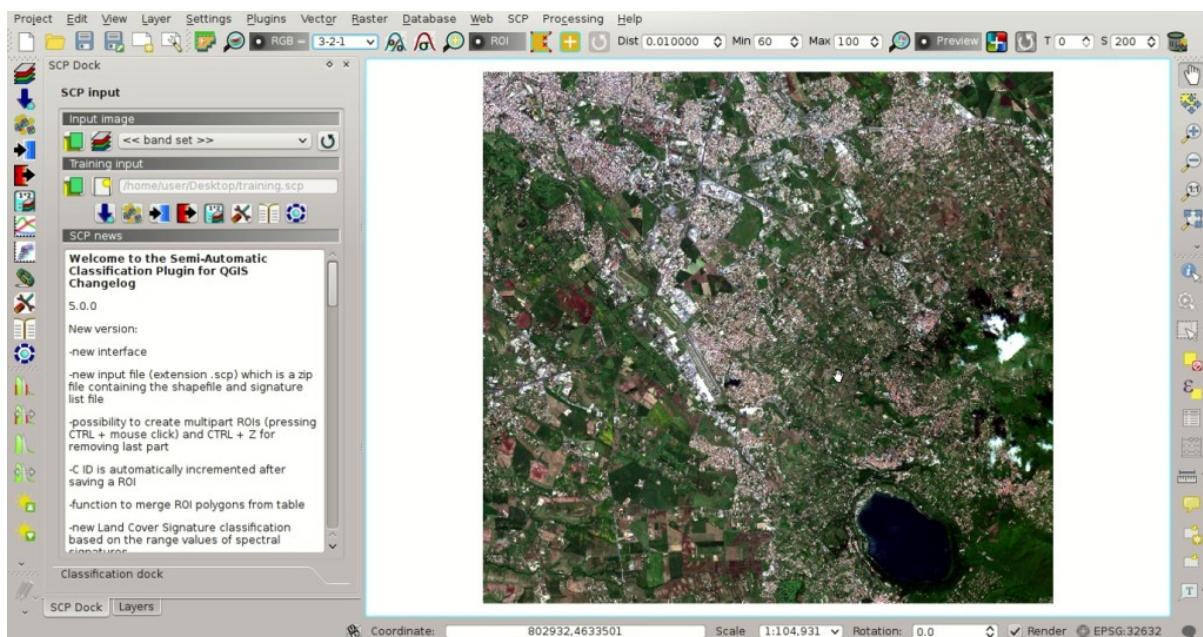 Project Edit View Layer Settings Plugins Vector Raster Database Web SCP Processing Help
RGB = 3-2-1 ROI Dist 0.010000 Min 60 Max 100 Preview T 0 S 200
SCP Dock
SCP input
Input image
<< band set >>
Training input
/home/user/Desktop/training.scp
SCP news
Welcome to the Semi-Automatic
Classification Plugin for QGIS
Changelog
5.0.0
New version:
-new interface
-new input file (extension .scp) which is a zip
file containing the shapefile and signature
list file
-possibility to create multipart ROIs (pressing
CTRL + mouse click) and CTRL + Z for
removing last part
-C ID is automatically incremented after
saving a ROI
-function to merge ROI polygons from table
-new Land Cover Signature classification
based on the range values of spectral
signatures
Classification dock
SCP Dock Layers
Coordinate: 802932,4633501 Scale 1:104,931 Rotation: 0.0 Render EPSG:32632